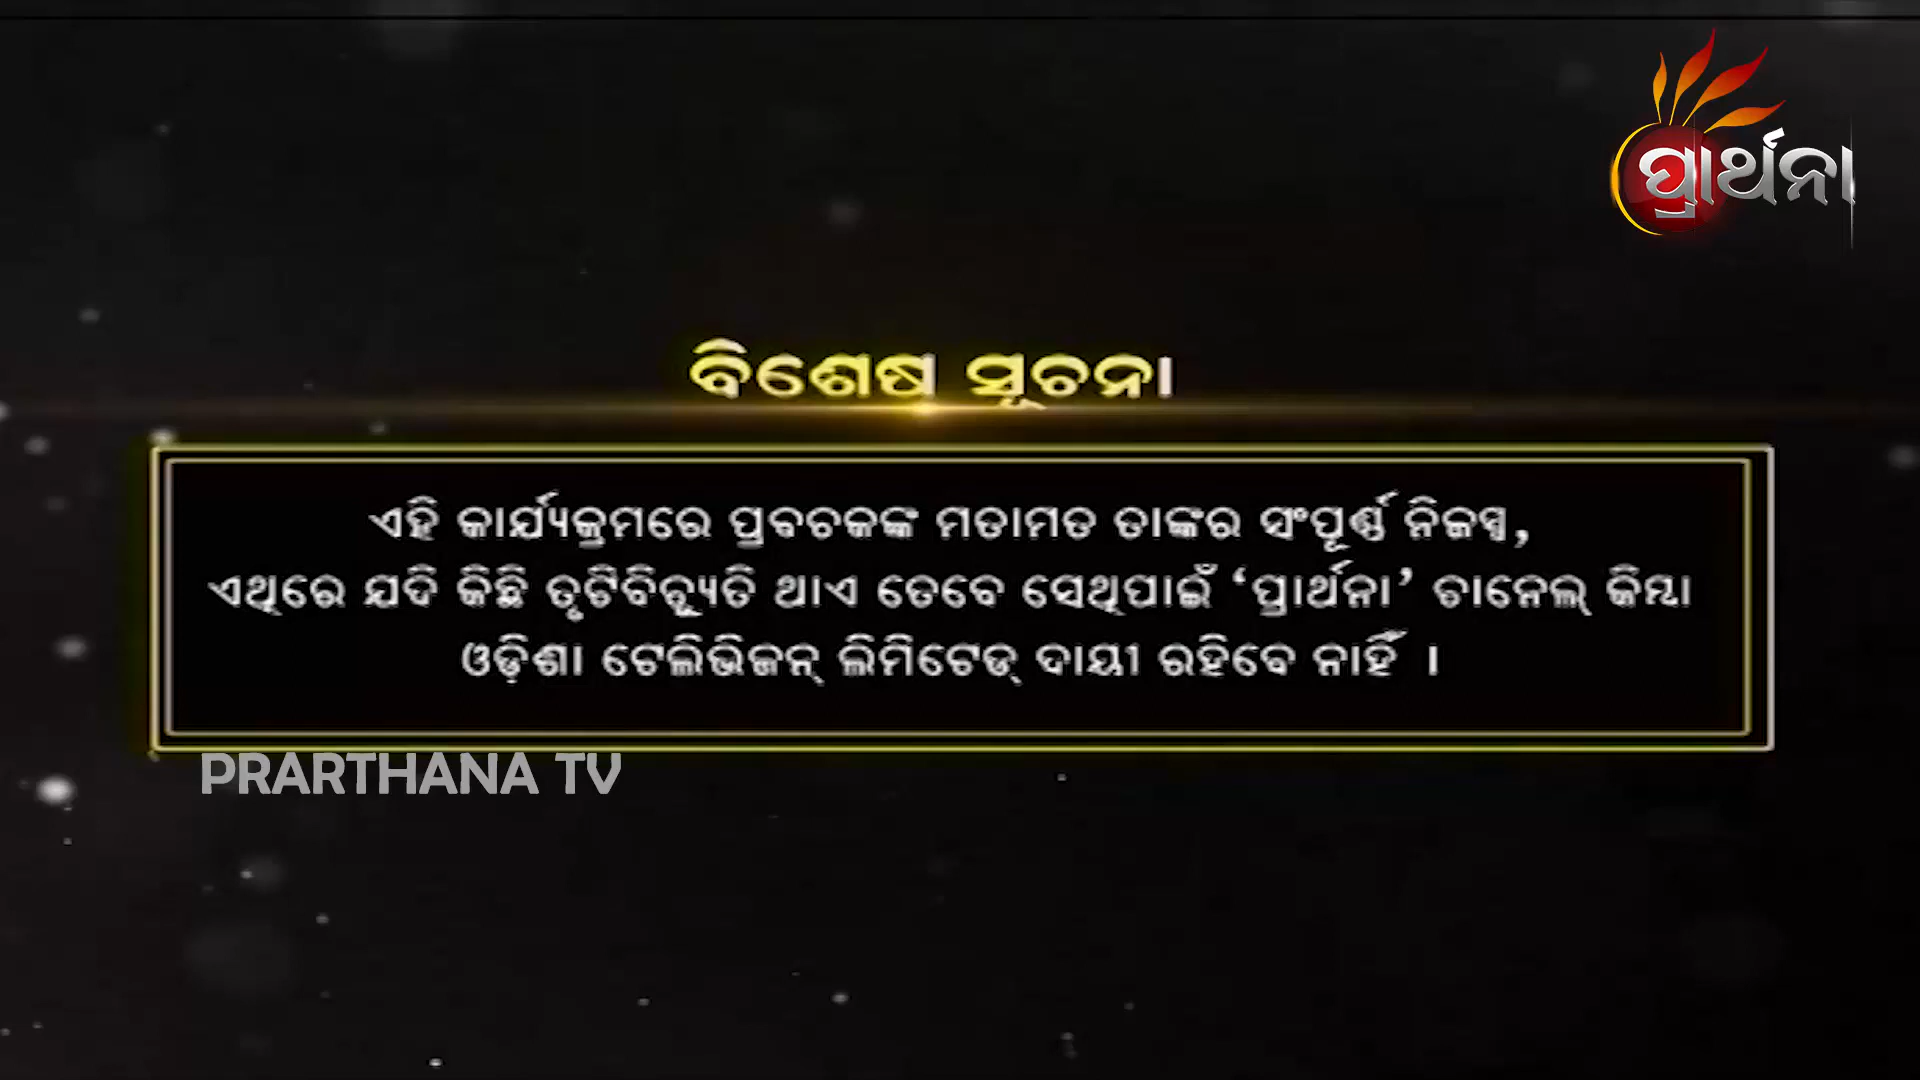 ପ୍ରାର୍ଥନା
ବିଶେଷ ସୂଚନା
ଏହି କାର୍ଯ୍ୟକ୍ରମରେ ପ୍ରବଚକଙ୍କ ମତାମତ ତାଙ୍କର ସଂପୂର୍ଣ୍ଣ ନିଜସ୍ୱ,
ଏଥିରେ ଯଦି କିଛି ତୃଟିବିଚ୍ୟୁତି ଥାଏ ତେବେ ସେଥିପାଇଁ ‘ପ୍ରାର୍ଥନା’ ଚାନେଲ୍ କିମ୍ୱା
ଓଡ଼ିଶା ଟେଲିଭିଜନ୍ ଲିମିଟେଡ୍ ଦାୟୀ ରହିବେ ନାହିଁ ।
PRARTHANA TV